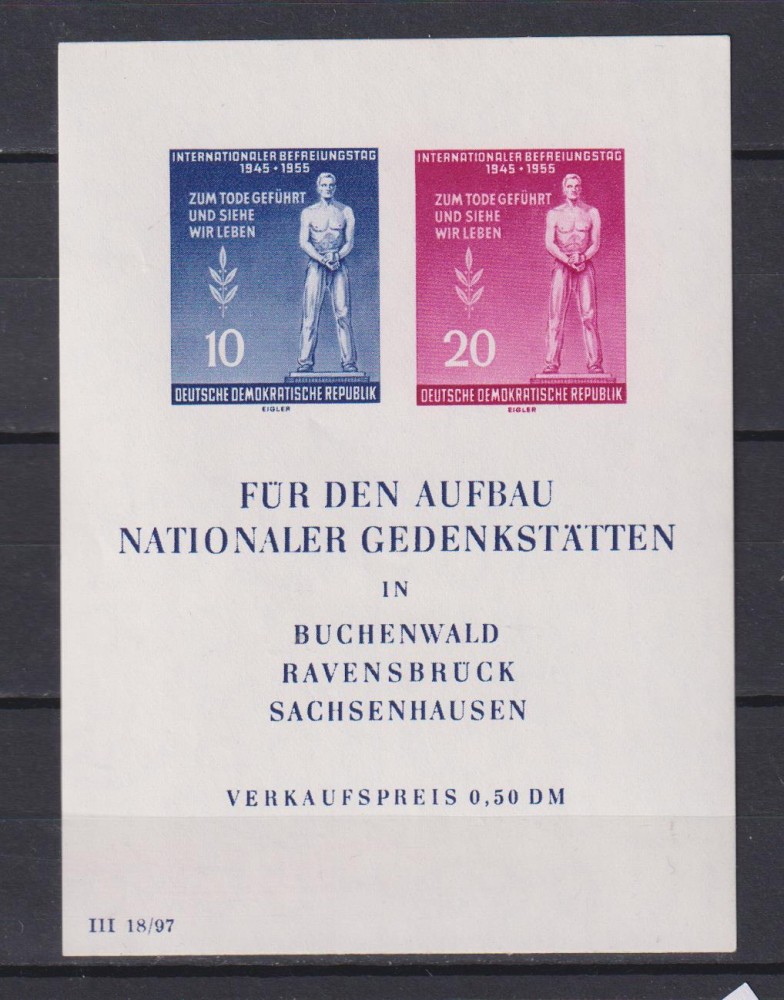 INTERNATIONALER BEFREIUNGSTAG
1945 • 1955
ZUM TODE GEFÜHRT
UND SIEHE
WIR LEBEN
10
DEUTSCHE DEMOKRATISCHE REPUBLIK
EIGLER
INTERNATIONALER BEFREIUNGSTAG
1945 • 1955
ZUM TODE GEFÜHRT
UND SIEHE
WIR LEBEN
20
DEUTSCHE DEMOKRATISCHE REPUBLIK
EIGLER
FÜR DEN AUFBAU
NATIONALER GEDENKSTÄTTEN
IN
BUCHENWALD
RAVENSBRÜCK
SACHSENHAUSEN
VERKAUFSPREIS 0,50 DM
III 18/97